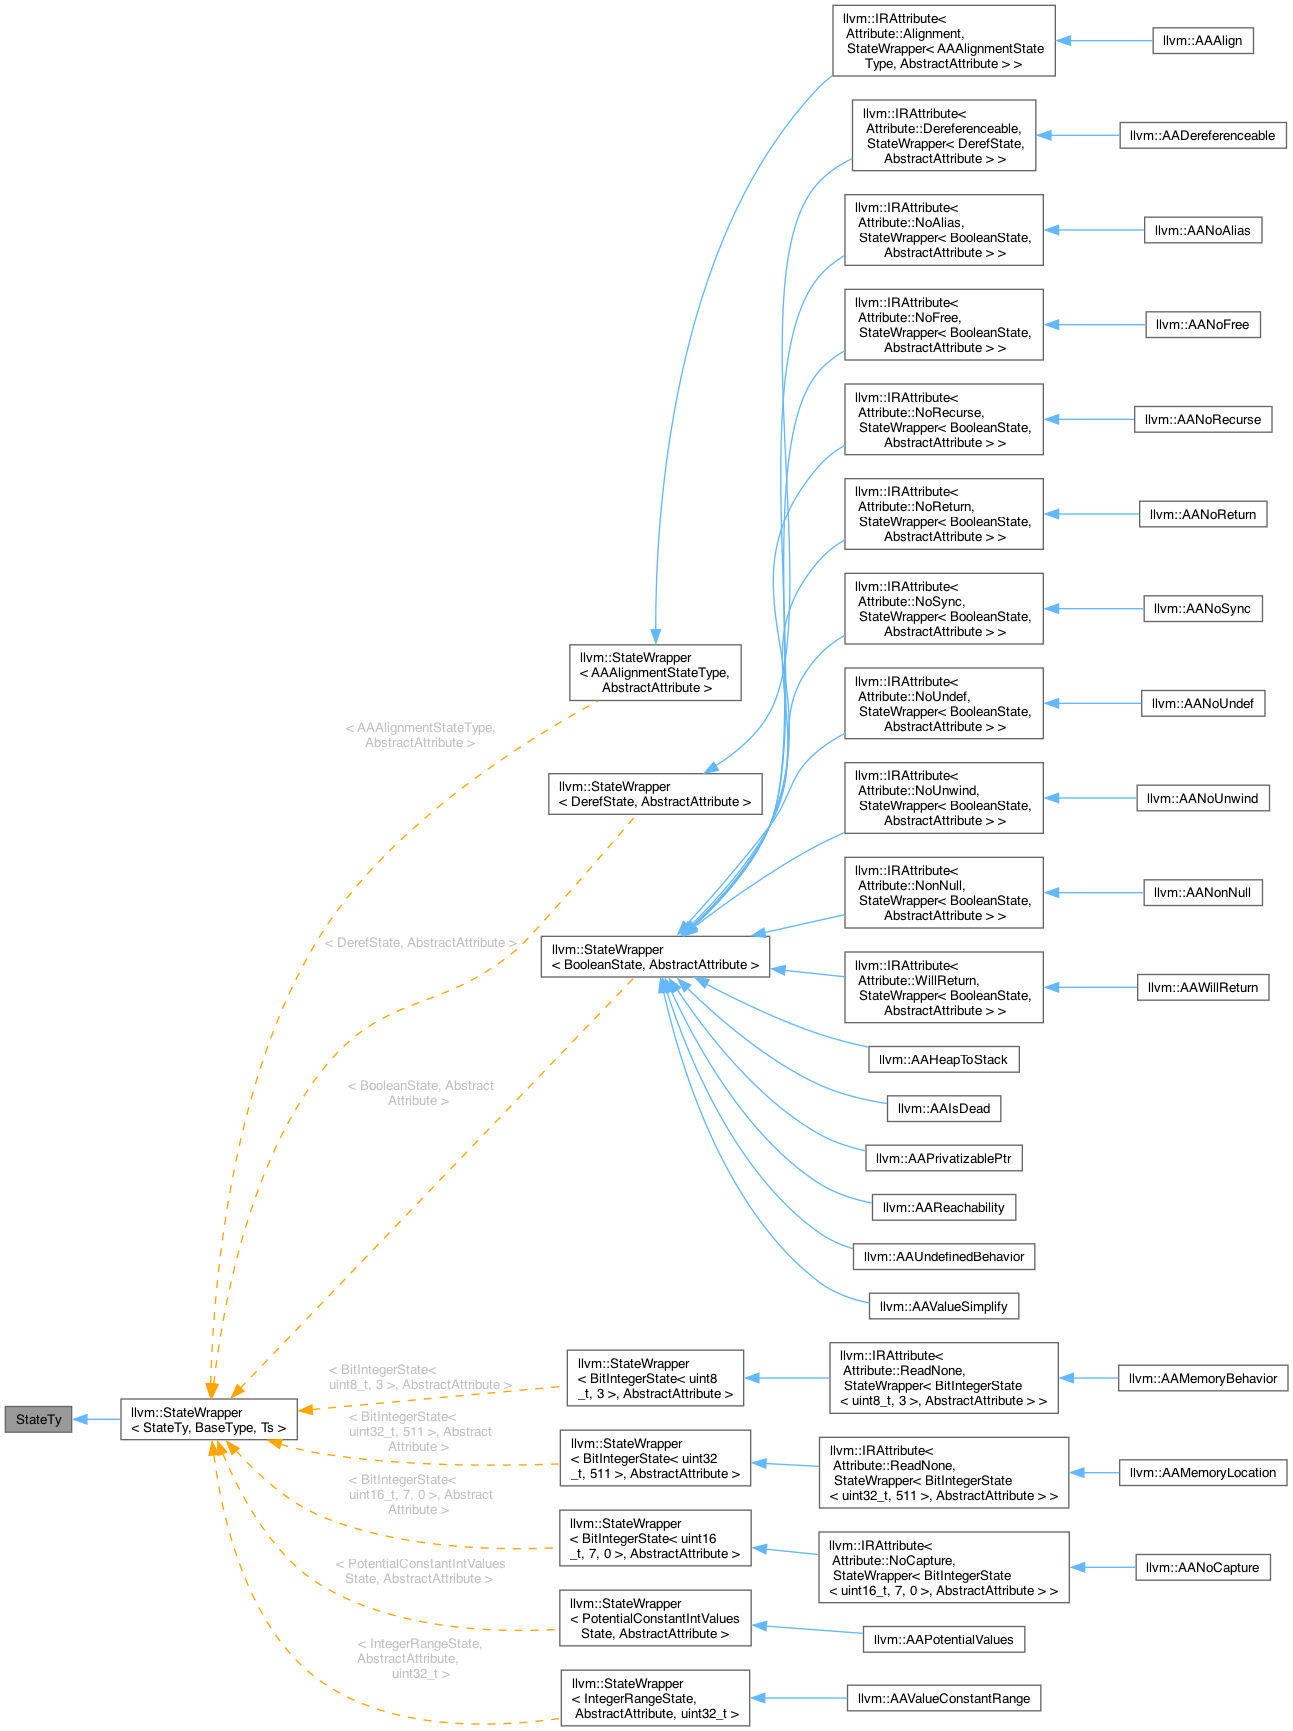 llvm::IRAttribute<
Attribute::Alignment,
StateWrapper< AAAlignmentState
Type, AbstractAttribute > >
llvm::AAAlign
llvm::IRAttribute<
Attribute::Dereferenceable,
StateWrapper< DerefState,
AbstractAttribute > >
llvm::AADereferenceable
llvm::IRAttribute<
Attribute::NoAlias,
StateWrapper< BooleanState,
AbstractAttribute > >
llvm::AANoAlias
llvm::IRAttribute<
Attribute::NoFree,
StateWrapper< BooleanState,
AbstractAttribute > >
llvm::AANoFree
llvm::IRAttribute<
Attribute::NoRecurse,
StateWrapper< BooleanState,
AbstractAttribute > >
llvm::AANoRecurse
llvm::IRAttribute<
Attribute::NoReturn,
StateWrapper< BooleanState,
AbstractAttribute > >
llvm::AANoReturn
llvm::IRAttribute<
Attribute::NoSync,
StateWrapper< BooleanState,
AbstractAttribute > >
llvm::AANoSync
llvm::StateWrapper
< AAAlignmentStateType,
AbstractAttribute >
llvm::IRAttribute<
Attribute::NoUndef,
StateWrapper< BooleanState,
AbstractAttribute > >
llvm::AANoUndef
< AAAlignmentStateType,
AbstractAttribute >
llvm::StateWrapper
< DerefState, AbstractAttribute >
llvm::IRAttribute<
Attribute::NoUnwind,
StateWrapper< BooleanState,
AbstractAttribute > >
llvm::AANoUnwind
llvm::IRAttribute<
Attribute::NonNull,
StateWrapper< BooleanState,
AbstractAttribute > >
llvm::AANonNull
< DerefState, AbstractAttribute >
llvm::StateWrapper
< BooleanState, AbstractAttribute >
llvm::IRAttribute<
Attribute::WillReturn,
StateWrapper< BooleanState,
AbstractAttribute > >
llvm::AAWillReturn
llvm::AAHeapToStack
< BooleanState, Abstract
Attribute >
llvm::AAIsDead
llvm::AAPrivatizablePtr
llvm::AAReachability
llvm::AAUndefinedBehavior
llvm::AAValueSimplify
< BitIntegerState<
uint8_t, 3 >, AbstractAttribute >
llvm::StateWrapper
< BitIntegerState< uint8
_t, 3 >, AbstractAttribute >
llvm::IRAttribute<
Attribute::ReadNone,
StateWrapper< BitIntegerState
< uint8_t, 3 >, AbstractAttribute > >
llvm::AAMemoryBehavior
StateTy
llvm::StateWrapper
< StateTy, BaseType, Ts >
< BitIntegerState<
uint32_t, 511 >, Abstract
Attribute >
llvm::StateWrapper
< BitIntegerState< uint32
_t, 511 >, AbstractAttribute >
llvm::IRAttribute<
Attribute::ReadNone,
StateWrapper< BitIntegerState
< uint32_t, 511 >, AbstractAttribute > >
llvm::AAMemoryLocation
< BitIntegerState<
uint16_t, 7, 0 >, Abstract
Attribute >
llvm::StateWrapper
< BitIntegerState< uint16
_t, 7, 0 >, AbstractAttribute >
llvm::IRAttribute<
Attribute::NoCapture,
StateWrapper< BitIntegerState
< uint16_t, 7, 0 >, AbstractAttribute > >
llvm::AANoCapture
< PotentialConstantIntValues
State, AbstractAttribute >
llvm::StateWrapper
< PotentialConstantIntValues
State, AbstractAttribute >
llvm::AAPotentialValues
< IntegerRangeState,
AbstractAttribute,
uint32_t >
llvm::StateWrapper
< IntegerRangeState,
AbstractAttribute, uint32_t >
llvm::AAValueConstantRange